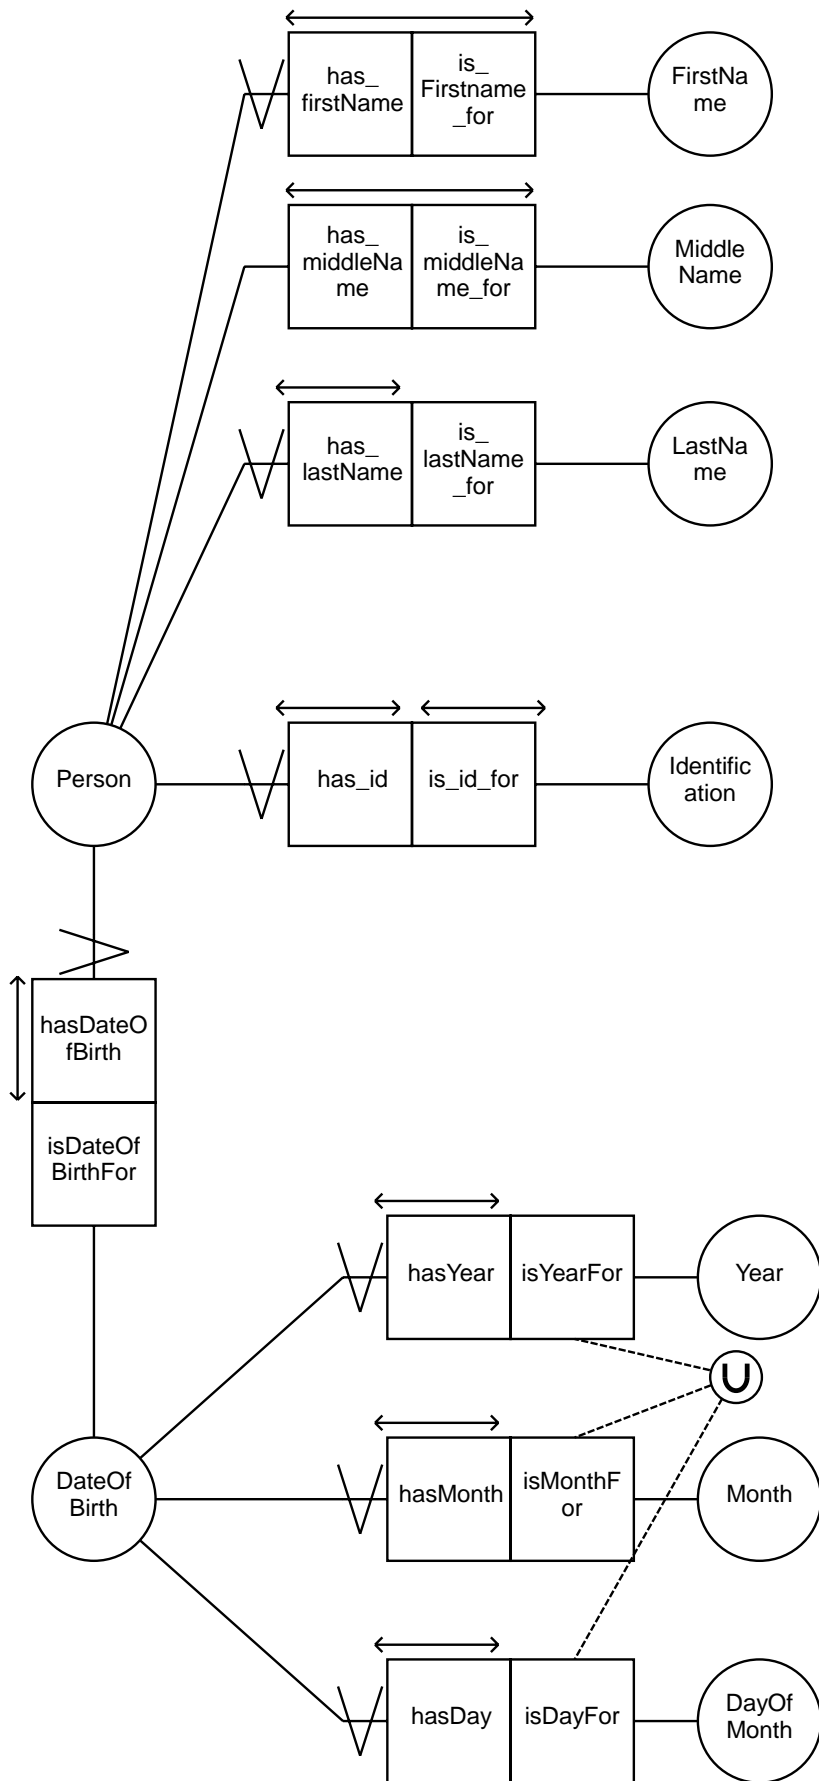 has_
firstName
is_
Firstname
_for
FirstNa
me
has_
middleNa
me
is_
middleNa
me_for
Middle
Name
has_
lastName
is_
lastName
_for
LastNa
me
Person
has_id
is_id_for
Identific
ation
hasDateO
fBirth
isDateOf
BirthFor
hasYear
isYearFor
Year
U
DateOf
Birth
hasMonth
isMonthF
or
Month
hasDay
isDayFor
DayOf
Month